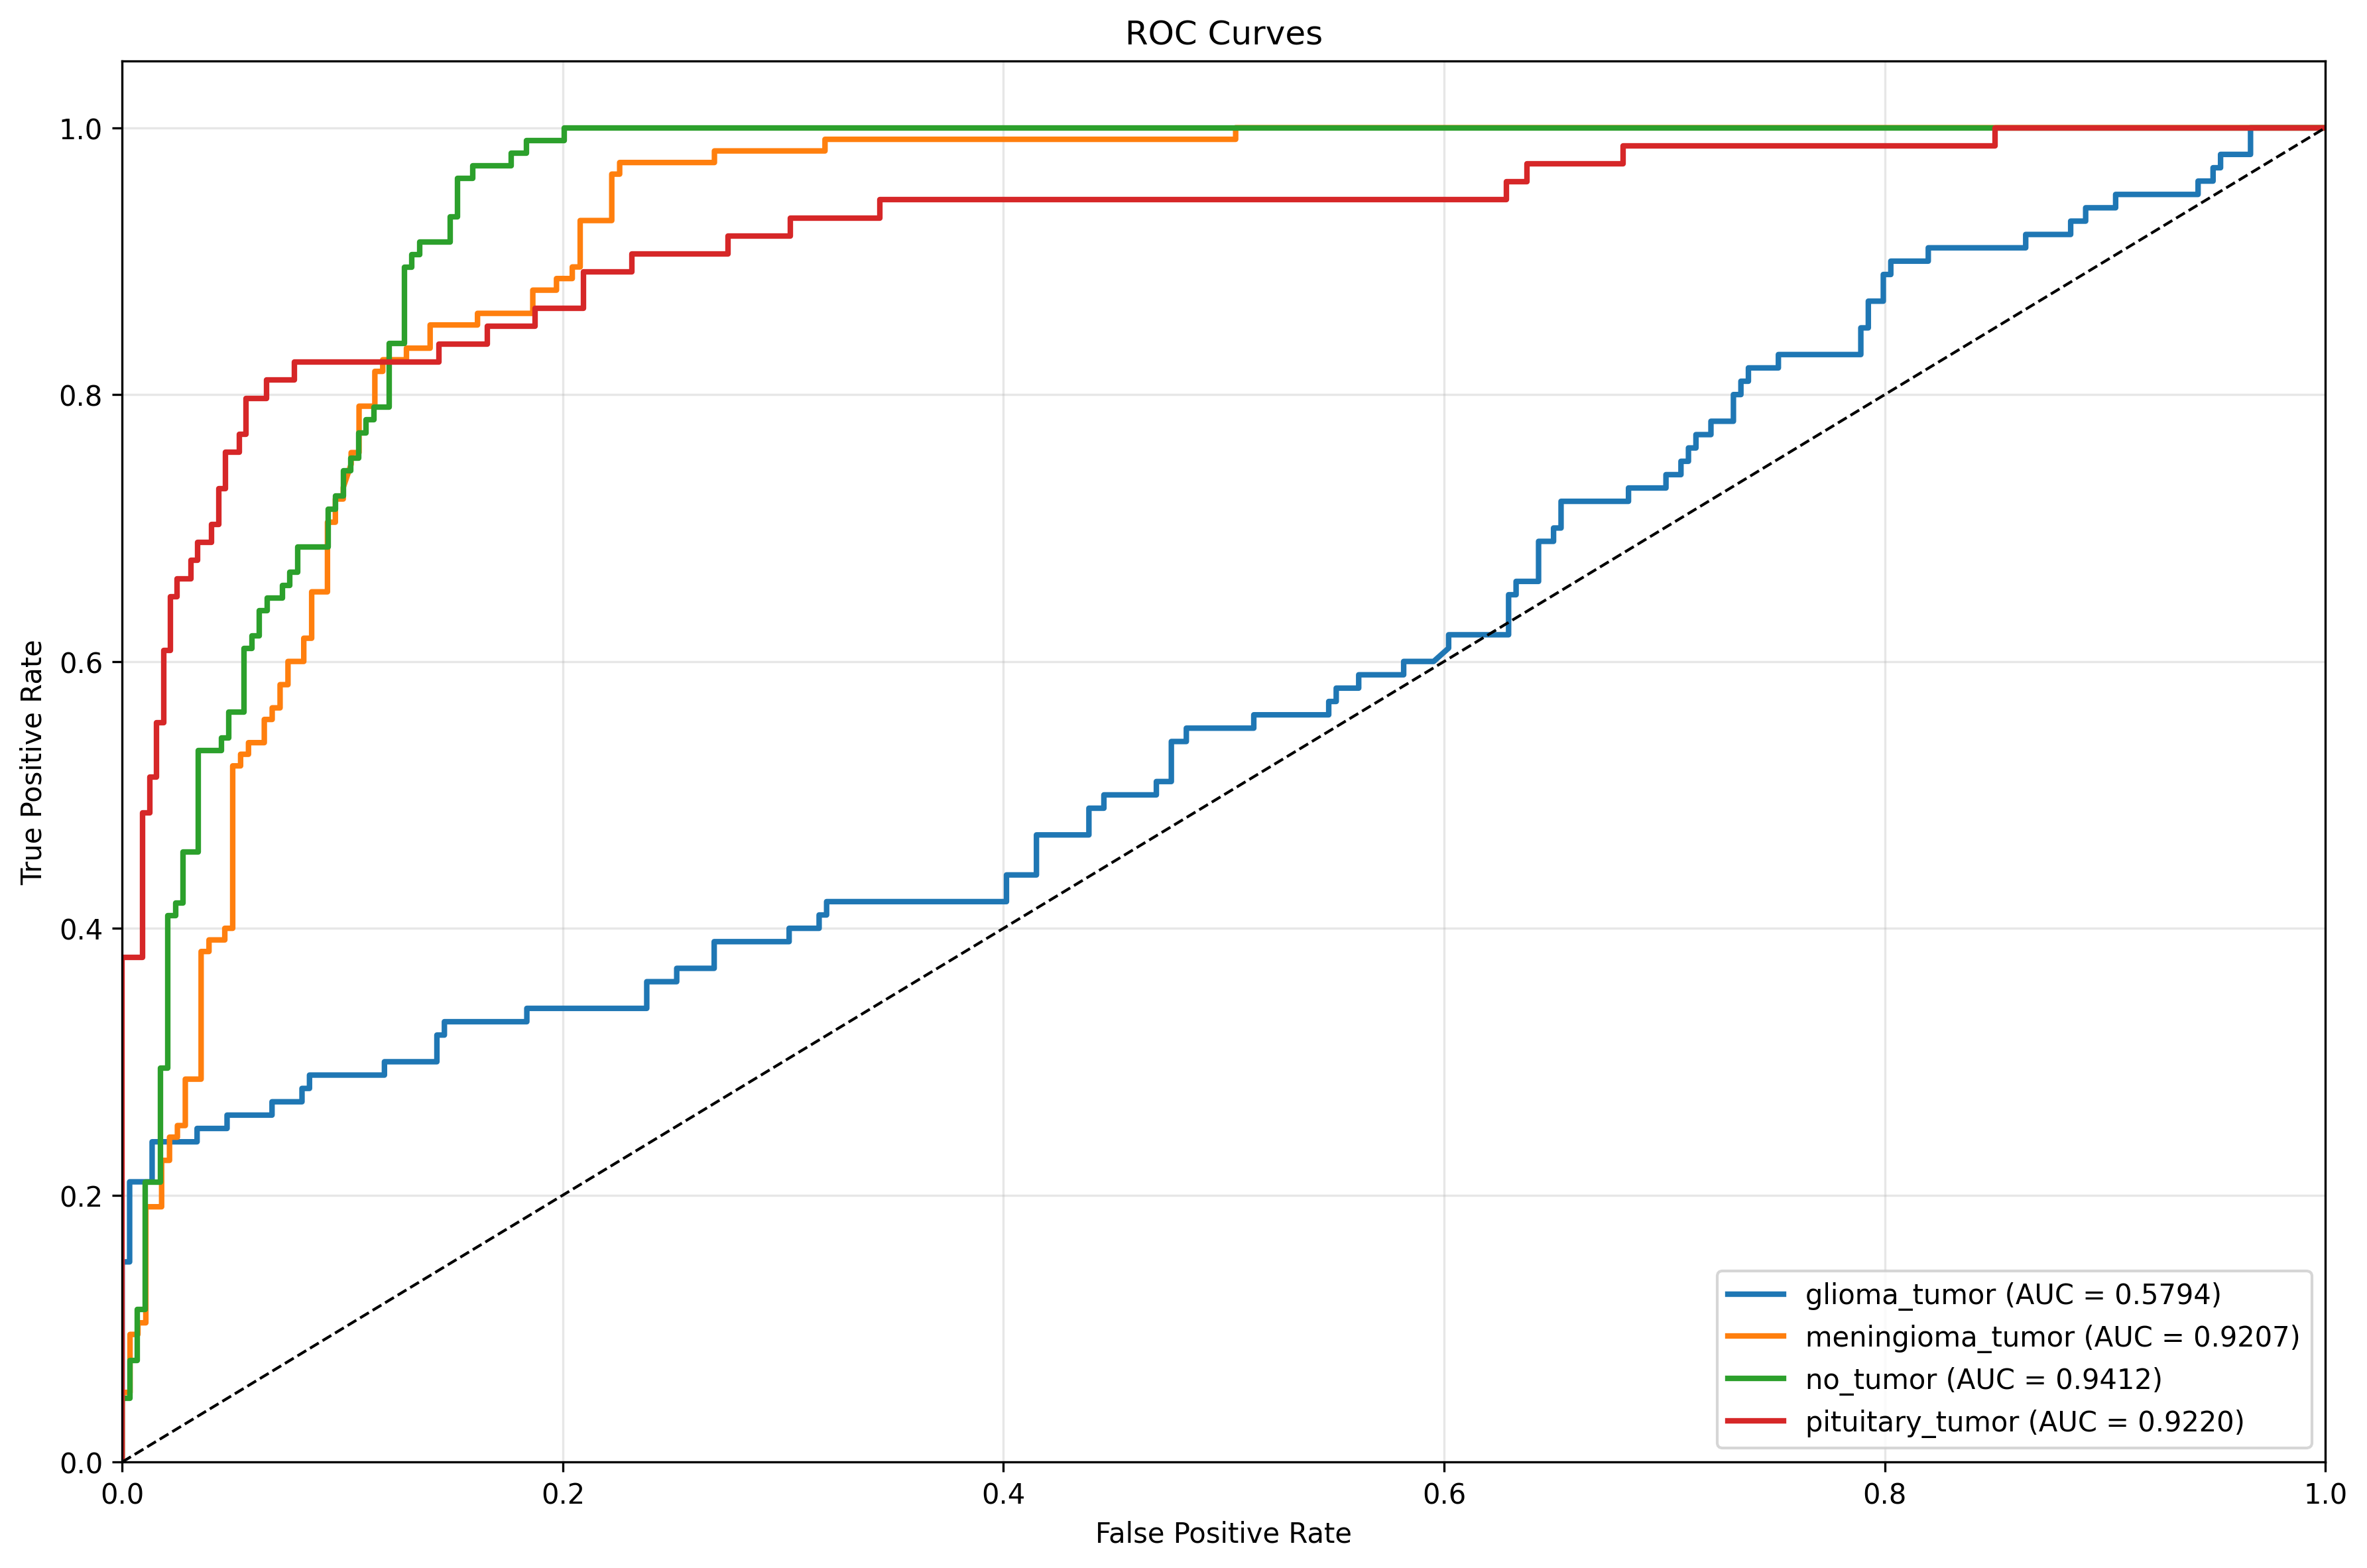 ROC Curves
True Positive Rate
1.0
0.8
0.6
0.4
0.2
0.0
0.0 0.2 0.4 0.6 0.8 1.0
False Positive Rate
glioma_tumor (AUC = 0.5794)
meningioma_tumor (AUC = 0.9207)
no_tumor (AUC = 0.9412)
pituitary_tumor (AUC = 0.9220)